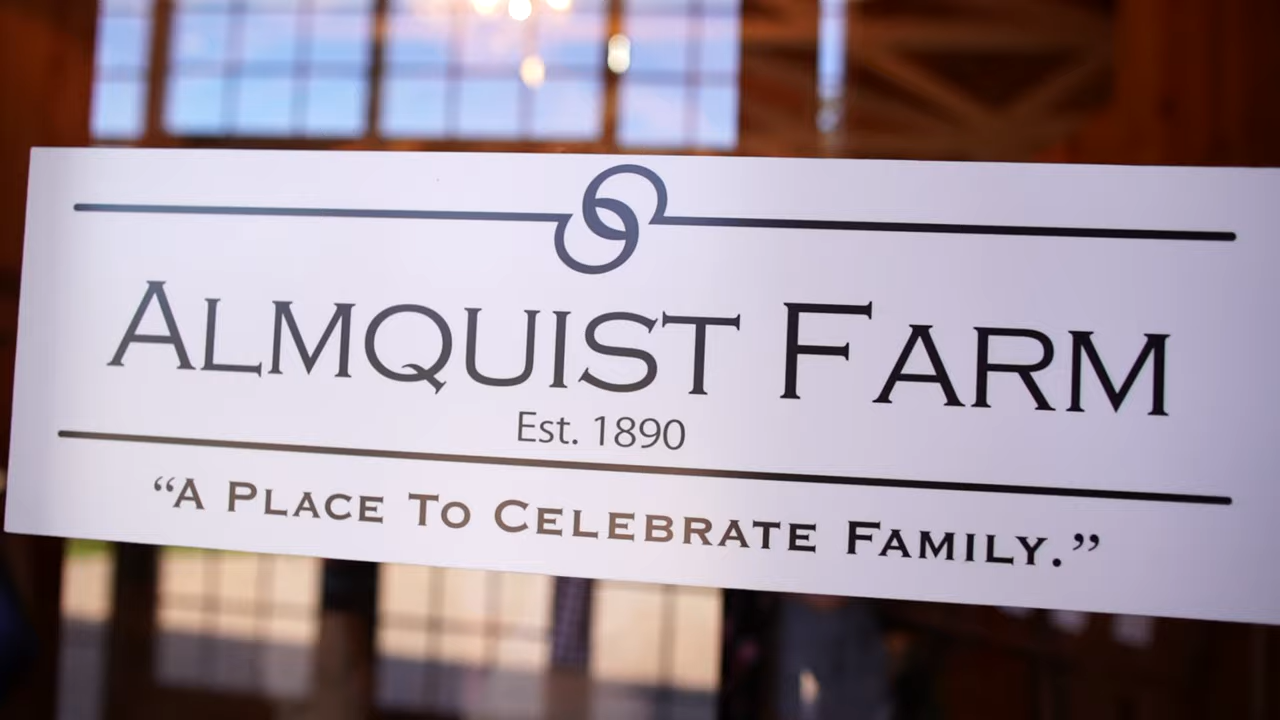 ALMQUIST FARM
Est. 1890
“A PLACE TO CELEBRATE FAMILY.”